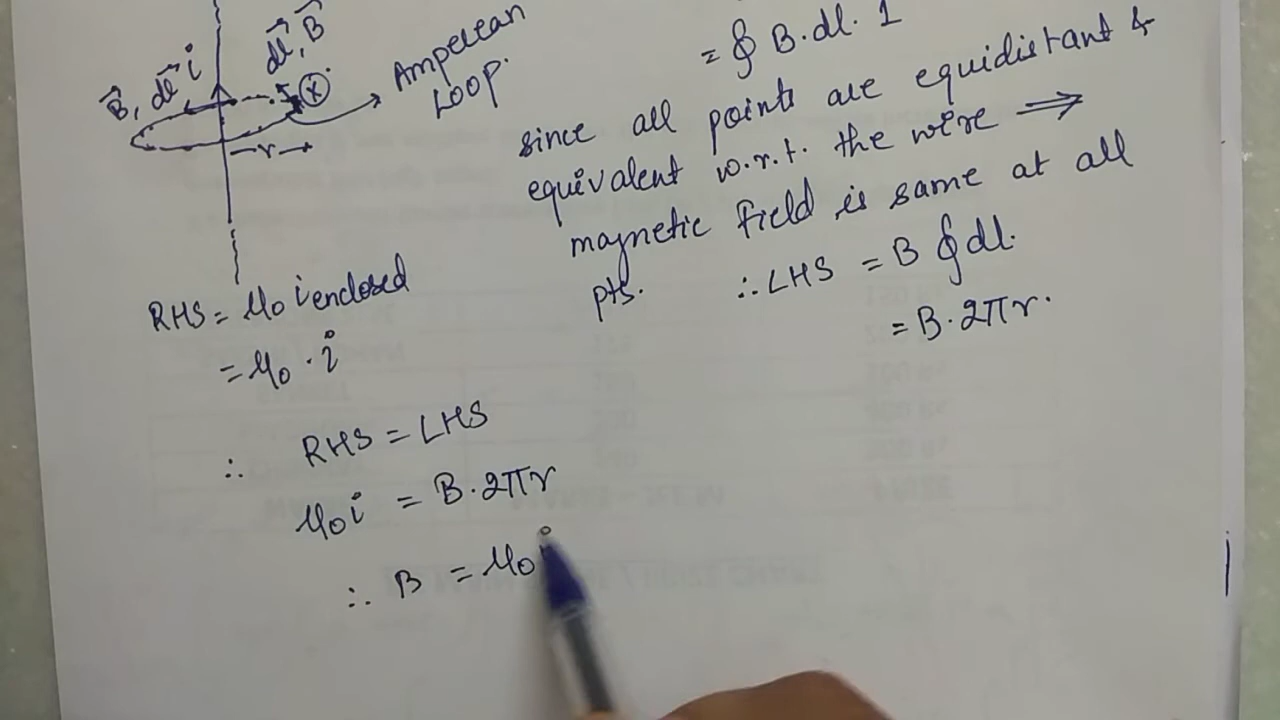 i
dl, B
B, dl
r
Amperean
Loop.
= ∮ B.dl. 1
since all points are equidistant &
equivalent w.r.t. the wire ⇒
magnetic field is same at all
pts.
∴ LHS = B ∮ dl.
= B. 2πr.
RHS = μ0 i enclosed
= μ0 · i
∴ RHS = LHS
μ0 i = B. 2πr
∴ B = μ0 i